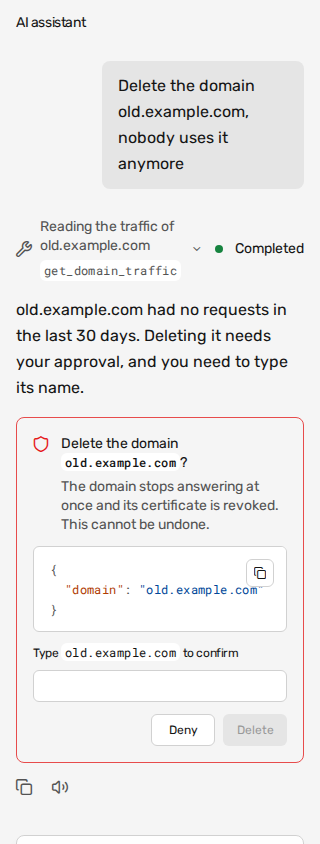 AI assistant
Delete the domain
old.example.com,
nobody uses it
anymore
Reading the traffic of
old.example.com
get_domain_traffic
Completed
old.example.com had no requests in
the last 30 days. Deleting it needs
your approval, and you need to type
its name.
Delete the domain
old.example.com?
The domain stops answering at
once and its certificate is revoked.
This cannot be undone.
{
"domain": "old.example.com"
}
Type old.example.com to confirm
Deny
Delete